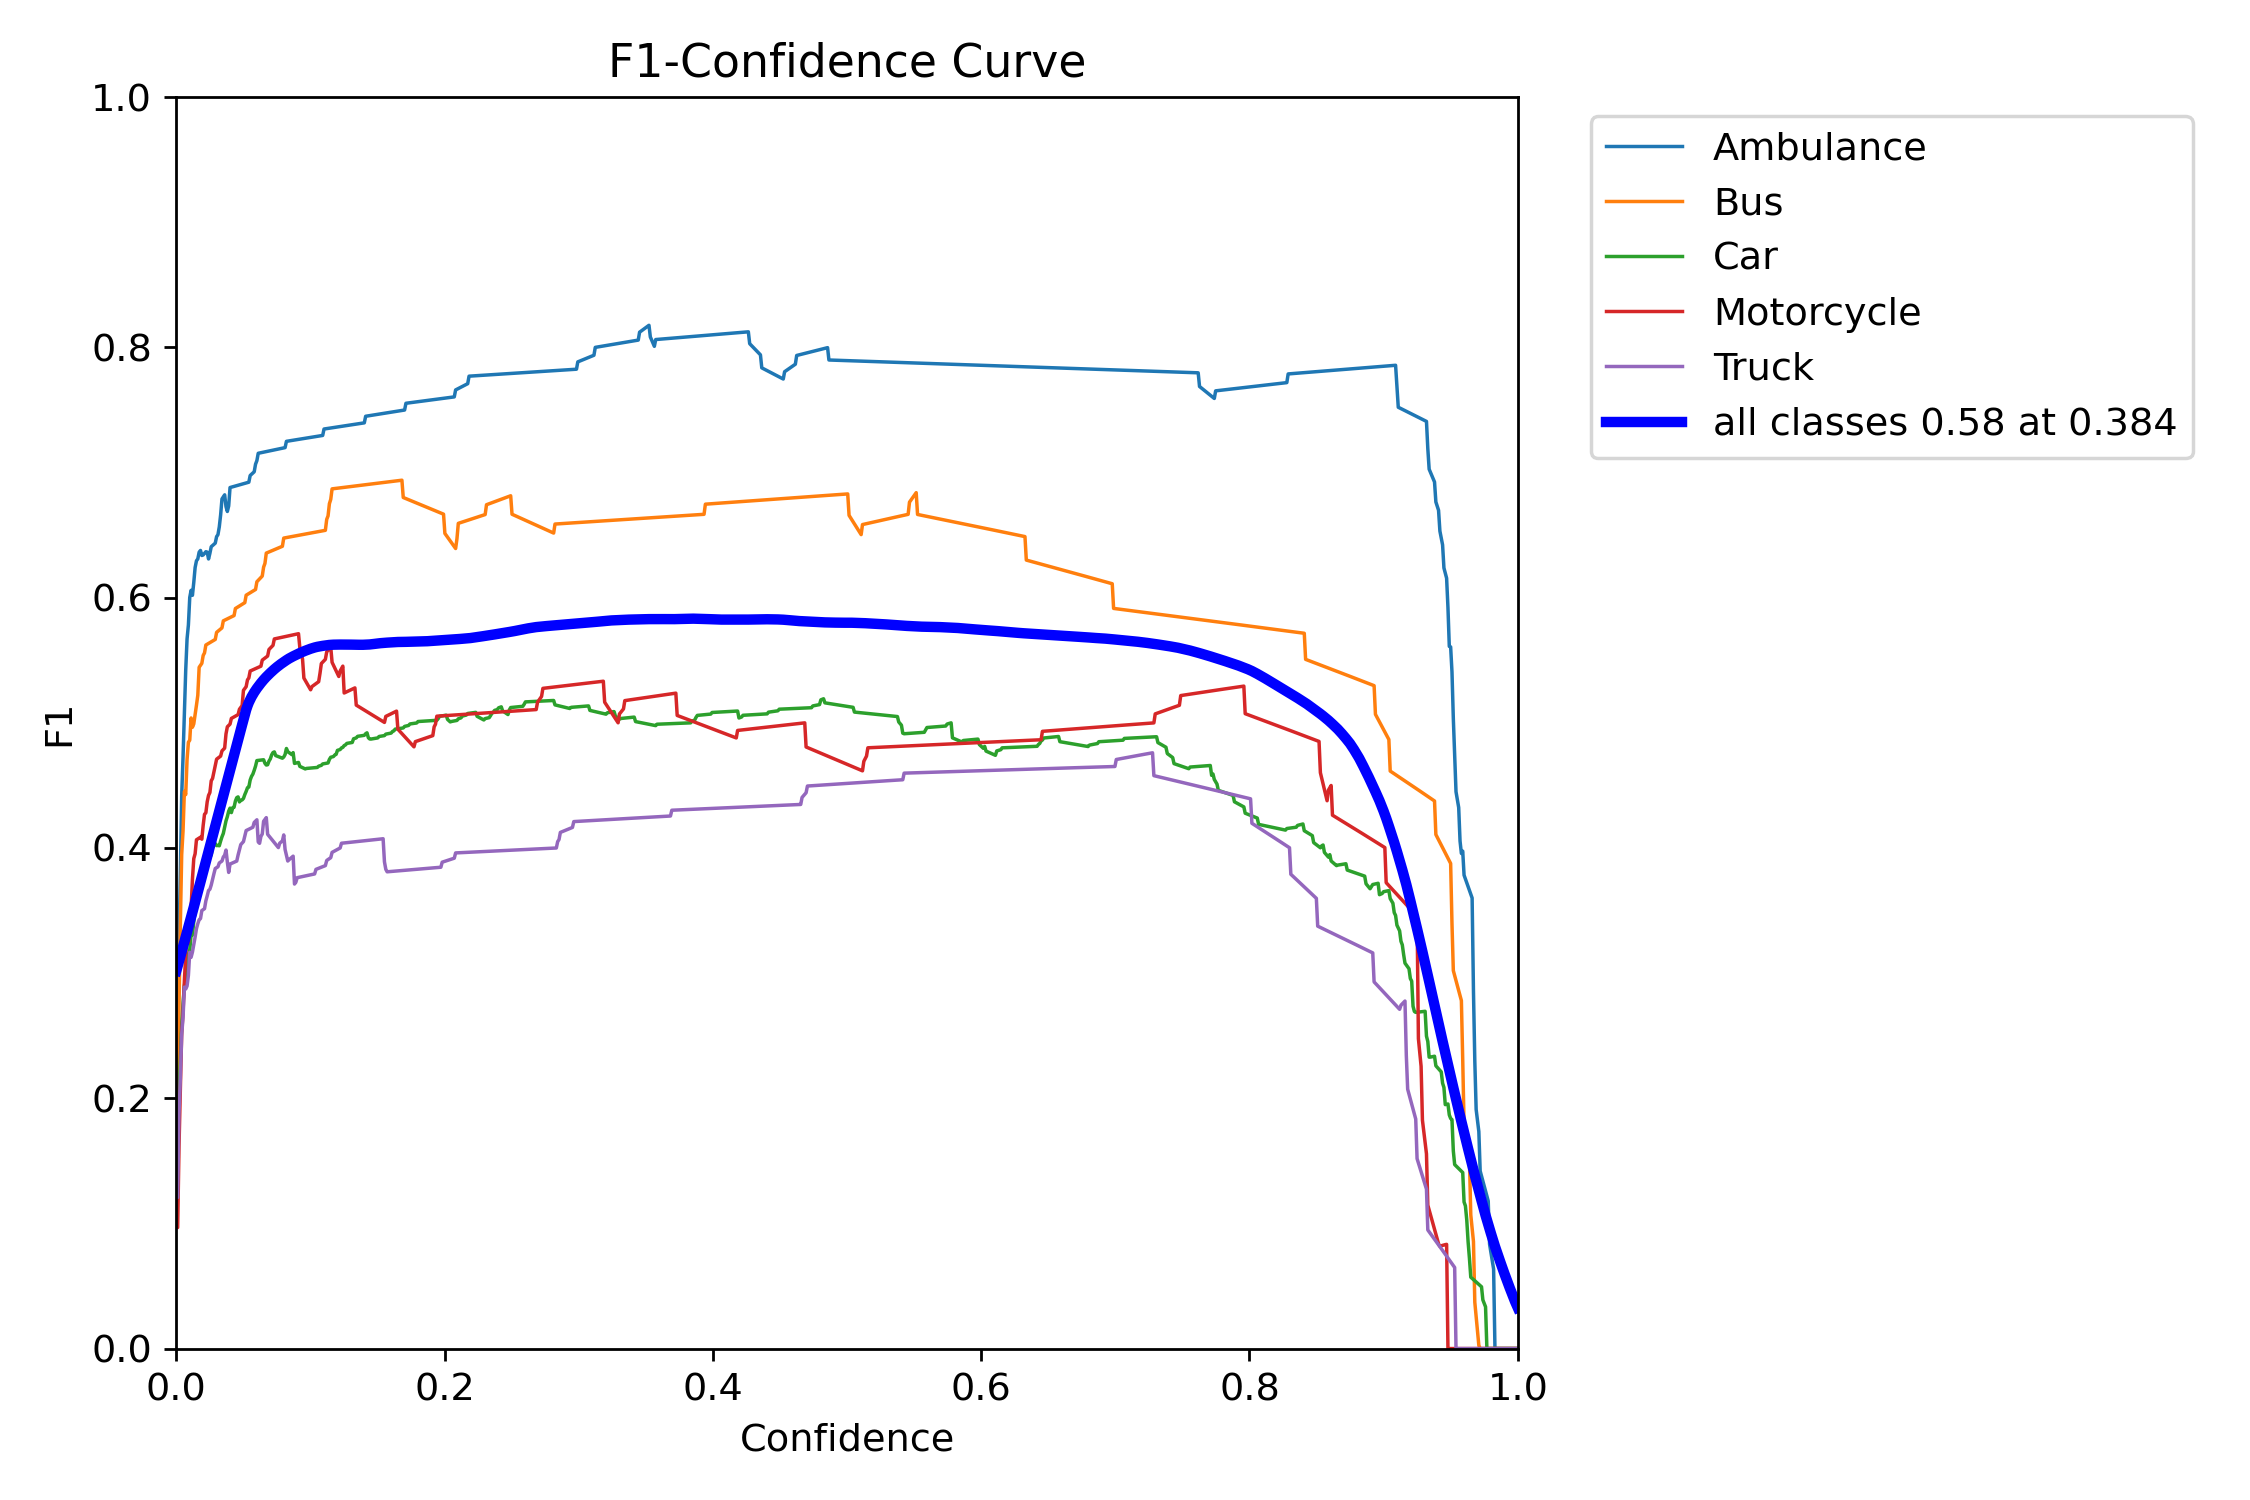 F1-Confidence Curve
1.0
0.8
0.6
0.4
0.2
0.0
F1
0.0 0.2 0.4 0.6 0.8 1.0
Confidence
Ambulance
Bus
Car
Motorcycle
Truck
all classes 0.58 at 0.384